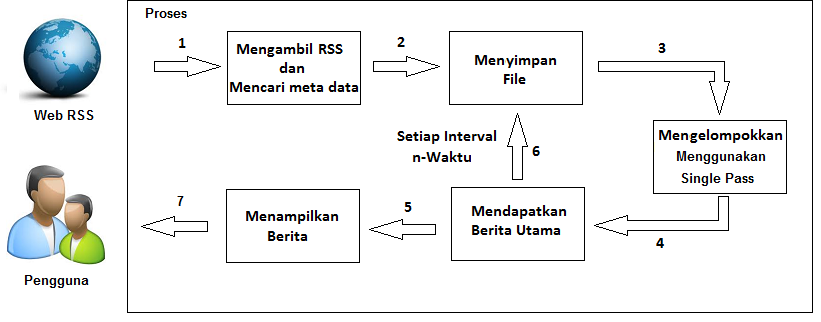 Proses
1
Mengambil RSS
dan
Mencari meta data
2
Menyimpan
File
3
Web RSS
Mengelompokkan
Menggunakan
Single Pass
Setiap Interval
n-Waktu
6
7
Menampilkan
Berita
5
Mendapatkan
Berita Utama
4
Pengguna